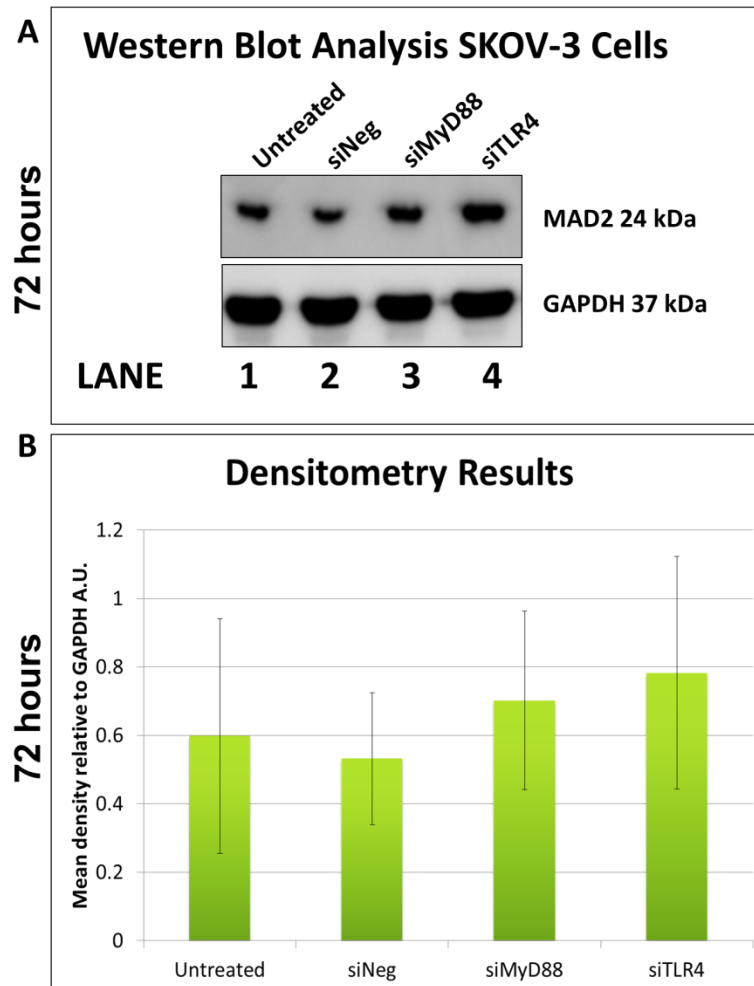 A
Western Blot Analysis SKOV-3 Cells
72 hours
Untreated
siNeg
siMyD88
siTLR4
MAD2 24 kDa
GAPDH 37 kDa
LANE 1 2 3 4
B
Densitometry Results
72 hours
Mean density relative to GAPDH A.U.
1.2
1
0.8
0.6
0.4
0.2
0
Untreated siNeg siMyD88 siTLR4